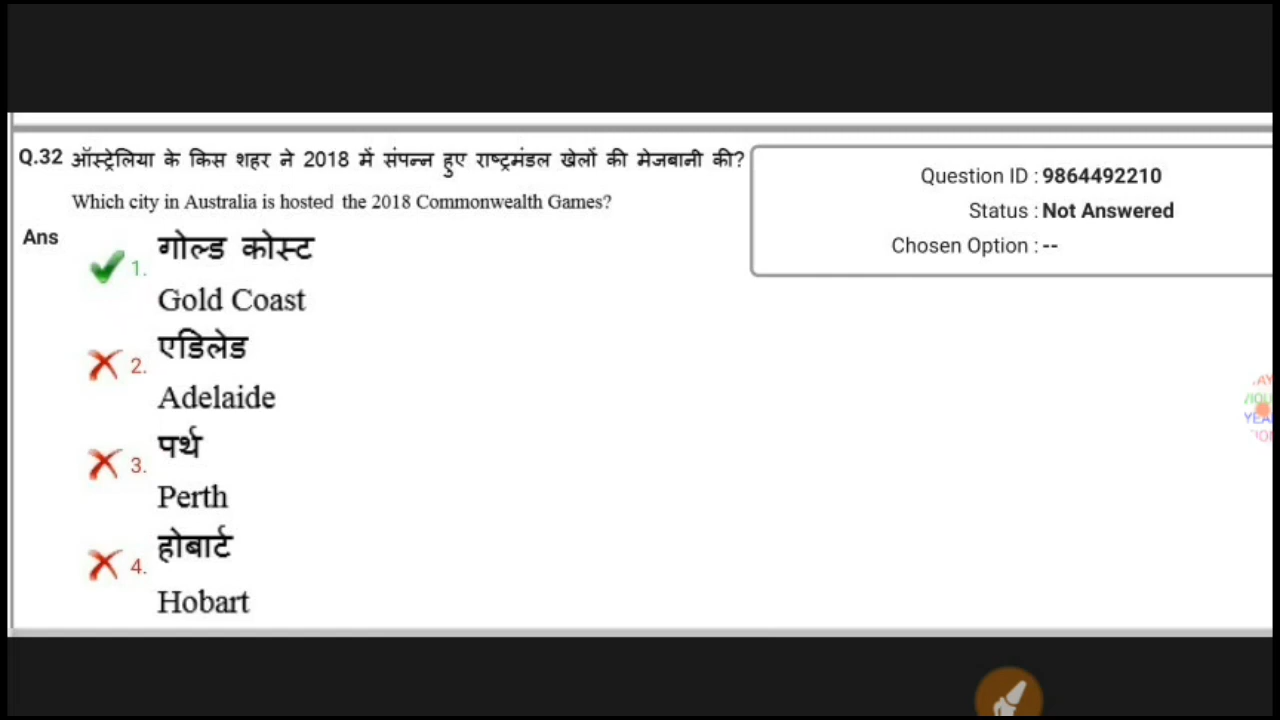 Q.32 ऑस्ट्रेलिया के किस शहर ने 2018 में संपन्न हुए राष्ट्रमंडल खेलों की मेजबानी की?
Which city in Australia is hosted the 2018 Commonwealth Games?
Question ID : 9864492210
Status : Not Answered
Chosen Option : --
Ans
1. गोल्ड कोस्ट
Gold Coast
2. एडिलेड
Adelaide
3. पर्थ
Perth
4. होबार्ट
Hobart